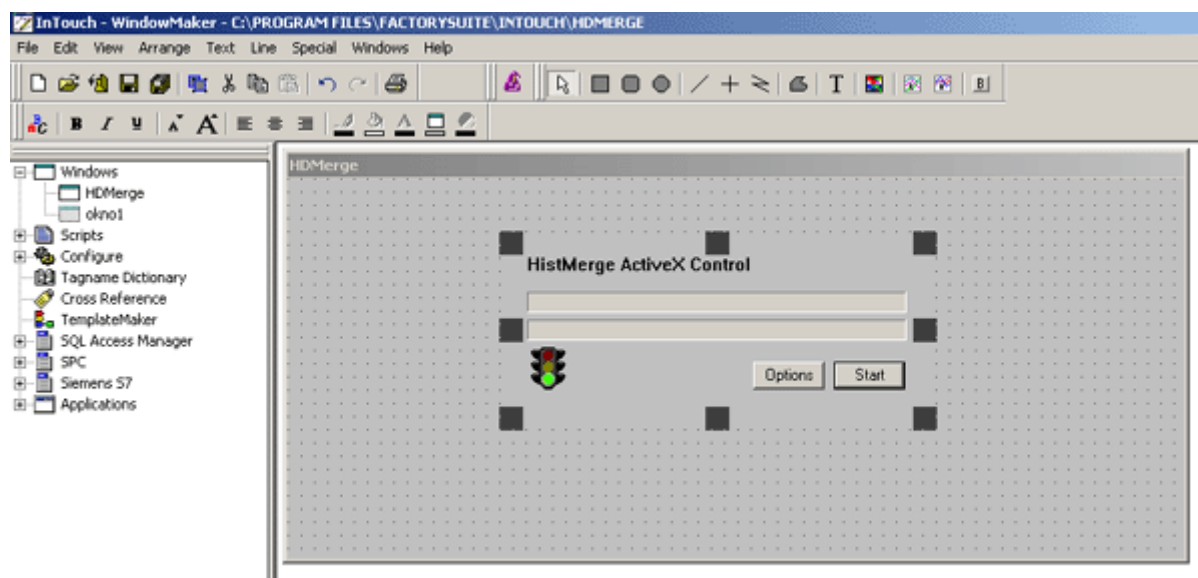 InTouch - WindowMaker - C:\PROGRAM FILES\FACTORYSUITE\INTOUCH\HDMERGE
File Edit View Arrange Text Line Special Windows Help
T B
abc B I U A A A
Windows
HDMerge
okno1
Scripts
Configure
Tagname Dictionary
Cross Reference
TemplateMaker
SQL Access Manager
SPC
Siemens S7
Applications
HDMerge
HistMerge ActiveX Control
Options Start